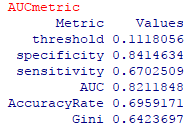 AUCmetric
Metric Values
threshold 0.1118056
specificity 0.8414634
sensitivity 0.6702509
AUC 0.8211848
AccuracyRate 0.6959171
Gini 0.6423697